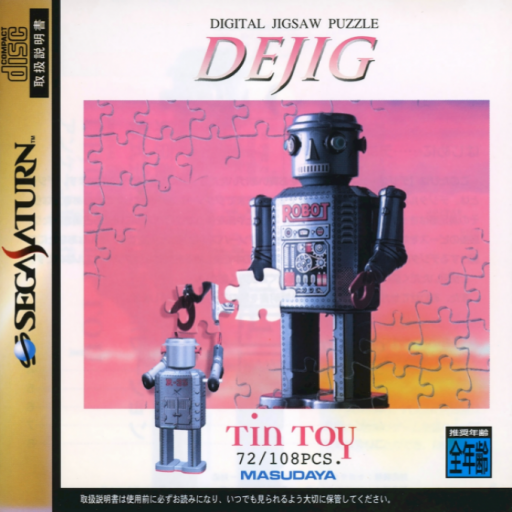 COMPACT
disc
取扱説明書
DIGITAL JIGSAW PUZZLE
DEJIG
SEGA SATURN™
ROBOT
Tin Toy
72/108PCS.
MASUDAYA
推奨年齢
全年齢
取扱説明書は使用前に必ずお読みになり、いつでも見られるよう大切に保管してください。